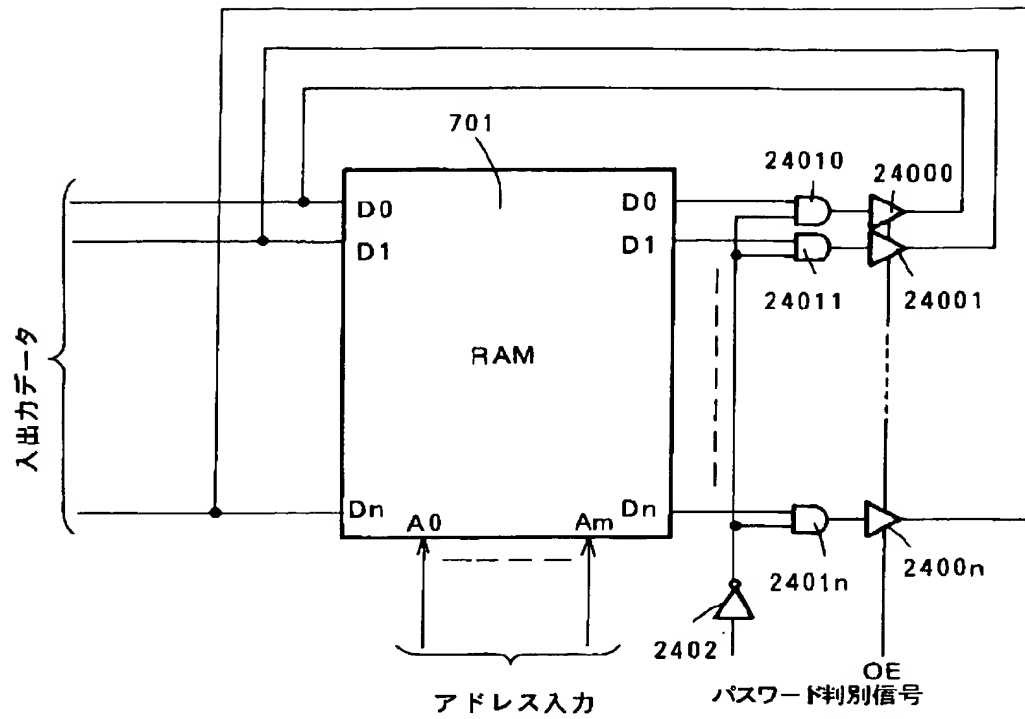 701
24010
24000
D0
D0
D1
D1
24011
24001
RAM
入出力データ
Dn
A0
Am
Dn
2401n
2400n
2402
OE
アドレス入力
パスワード判別信号